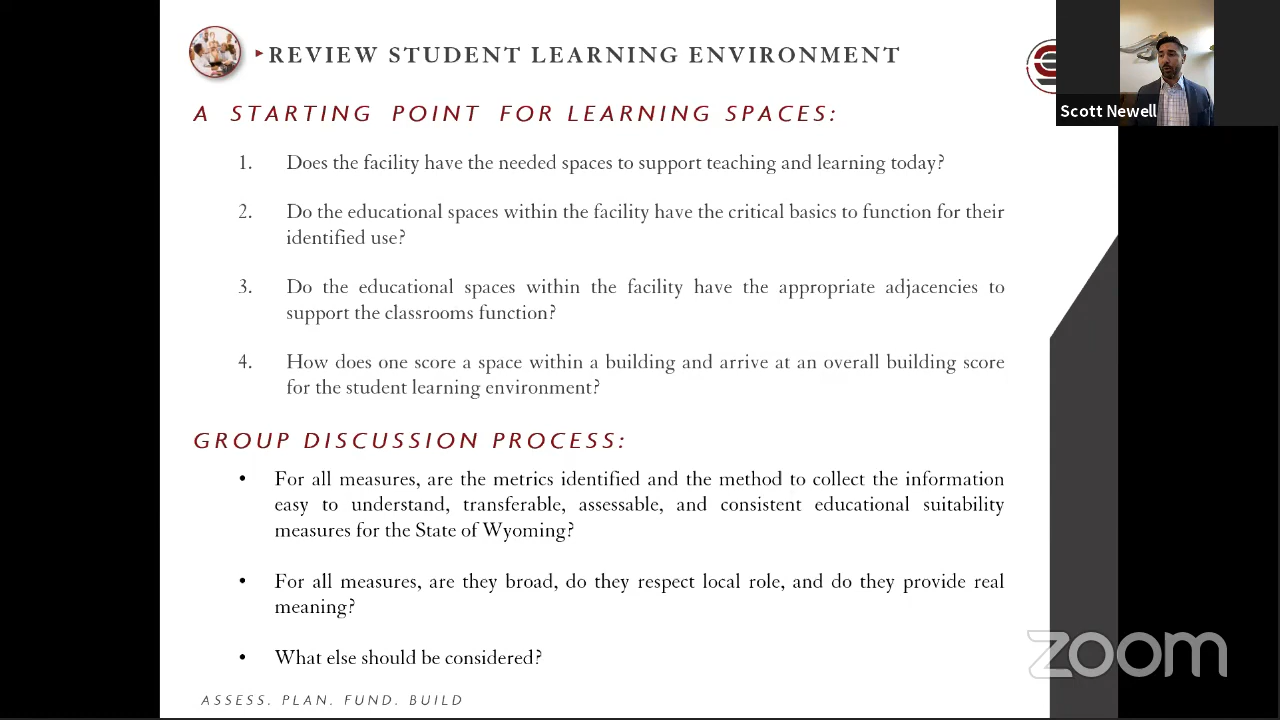 REVIEW STUDENT LEARNING ENVIRONMENT
A STARTING POINT FOR LEARNING SPACES:
1. Does the facility have the needed spaces to support teaching and learning today?
2. Do the educational spaces within the facility have the critical basics to function for their
identified use?
3. Do the educational spaces within the facility have the appropriate adjacencies to
support the classrooms function?
4. How does one score a space within a building and arrive at an overall building score
for the student learning environment?
GROUP DISCUSSION PROCESS:
• For all measures, are the metrics identified and the method to collect the information
easy to understand, transferable, assessable, and consistent educational suitability
measures for the State of Wyoming?
• For all measures, are they broad, do they respect local role, and do they provide real
meaning?
• What else should be considered?
ASSESS. PLAN. FUND. BUILD
Scott Newell
zoom